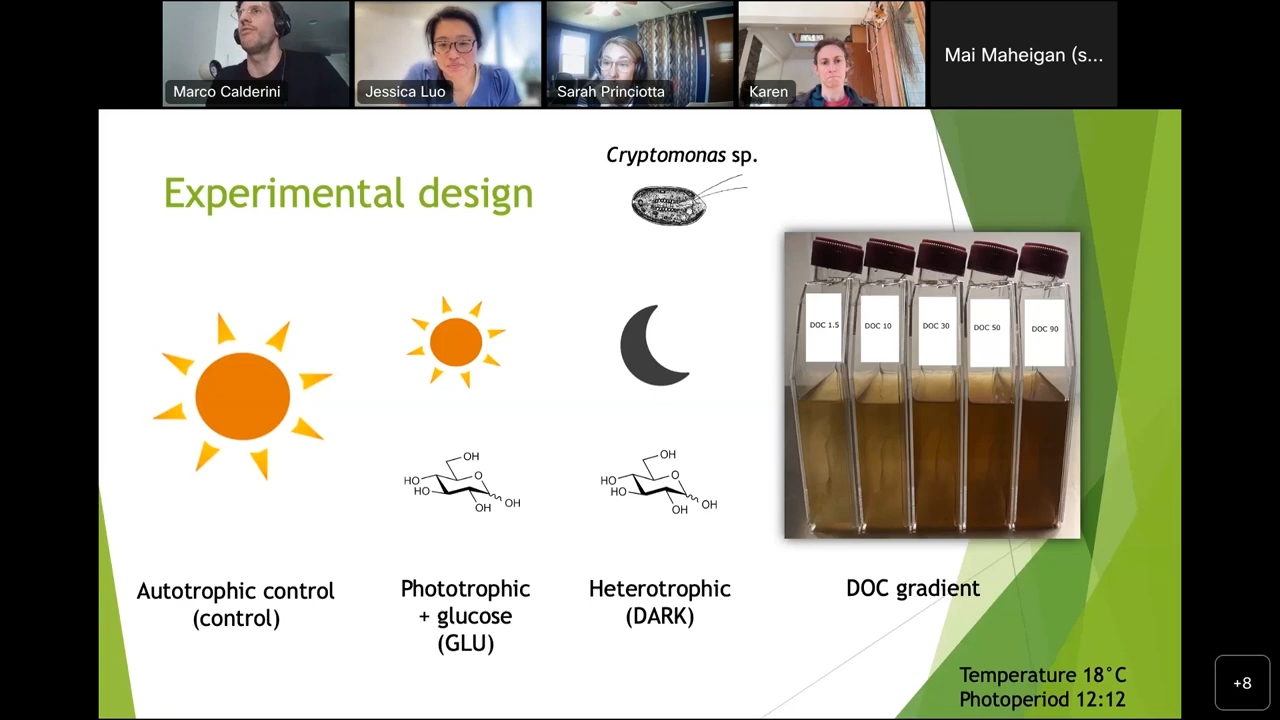 Marco Calderini
Jessica Luo
Sarah Princiotta
Karen
Mai Maheigan (s...
Cryptomonas sp.
Experimental design
DOC 1.5
DOC 10
DOC 30
DOC 50
DOC 90
OH
HO
O
HO
OH
OH
OH
HO
O
HO
OH
OH
Autotrophic control
(control)
Phototrophic
+ glucose
(GLU)
Heterotrophic
(DARK)
DOC gradient
Temperature 18°C
Photoperiod 12:12
+8